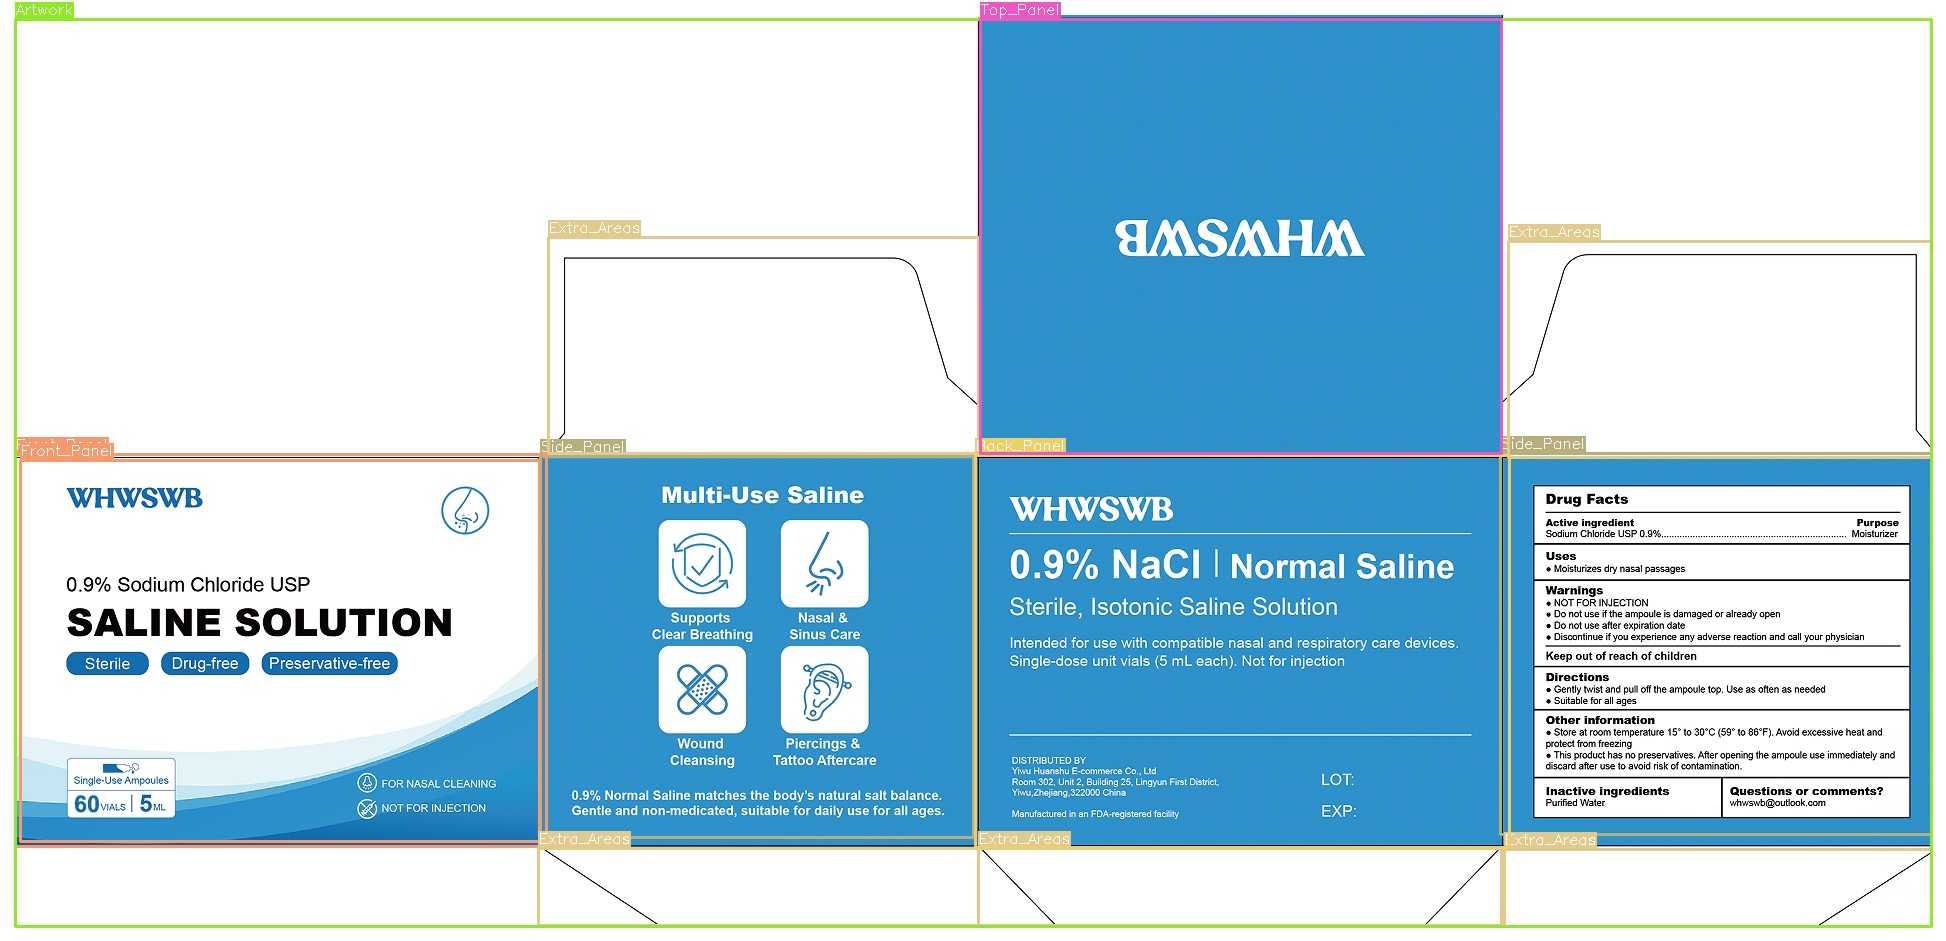 Artwork
Top_Panel
WHWSWB
Extra_Areas
Extra_Areas
Front_Panel
Front_Panel
WHWSWB
0.9% Sodium Chloride USP
SALINE SOLUTION
Sterile
Drug-free
Preservative-free
Single-Use Ampoules
60 VIALS | 5 ML
FOR NASAL CLEANING
NOT FOR INJECTION
Side_Panel
Multi-Use Saline
Supports
Clear Breathing
Nasal &
Sinus Care
Wound
Cleansing
Piercings &
Tattoo Aftercare
0.9% Normal Saline matches the body's natural salt balance.
Gentle and non-medicated, suitable for daily use for all ages.
Extra_Areas
Back_Panel
WHWSWB
0.9% NaCl | Normal Saline
Sterile, Isotonic Saline Solution
Intended for use with compatible nasal and respiratory care devices.
Single-dose unit vials (5 mL each). Not for injection
DISTRIBUTED BY
Yiwu Huanshu E-commerce Co., Ltd
Room 302, Unit 2, Building 25, Lingyun First District,
Yiwu,Zhejiang,322000 China
Manufactured in an FDA-registered facility
LOT:
EXP:
Extra_Areas
Side_Panel
Drug Facts
Active ingredient Purpose
Sodium Chloride USP 0.9%.................................................................. Moisturizer
Uses
● Moisturizes dry nasal passages
Warnings
● NOT FOR INJECTION
● Do not use if the ampoule is damaged or already open
● Do not use after expiration date
● Discontinue if you experience any adverse reaction and call your physician
Keep out of reach of children
Directions
● Gently twist and pull off the ampoule top. Use as often as needed
● Suitable for all ages
Other information
● Store at room temperature 15° to 30°C (59° to 86°F). Avoid excessive heat and
protect from freezing
● This product has no preservatives. After opening the ampoule use immediately and
discard after use to avoid risk of contamination.
Inactive ingredients
Purified Water
Questions or comments?
whwswb@outlook.com
Extra_Areas